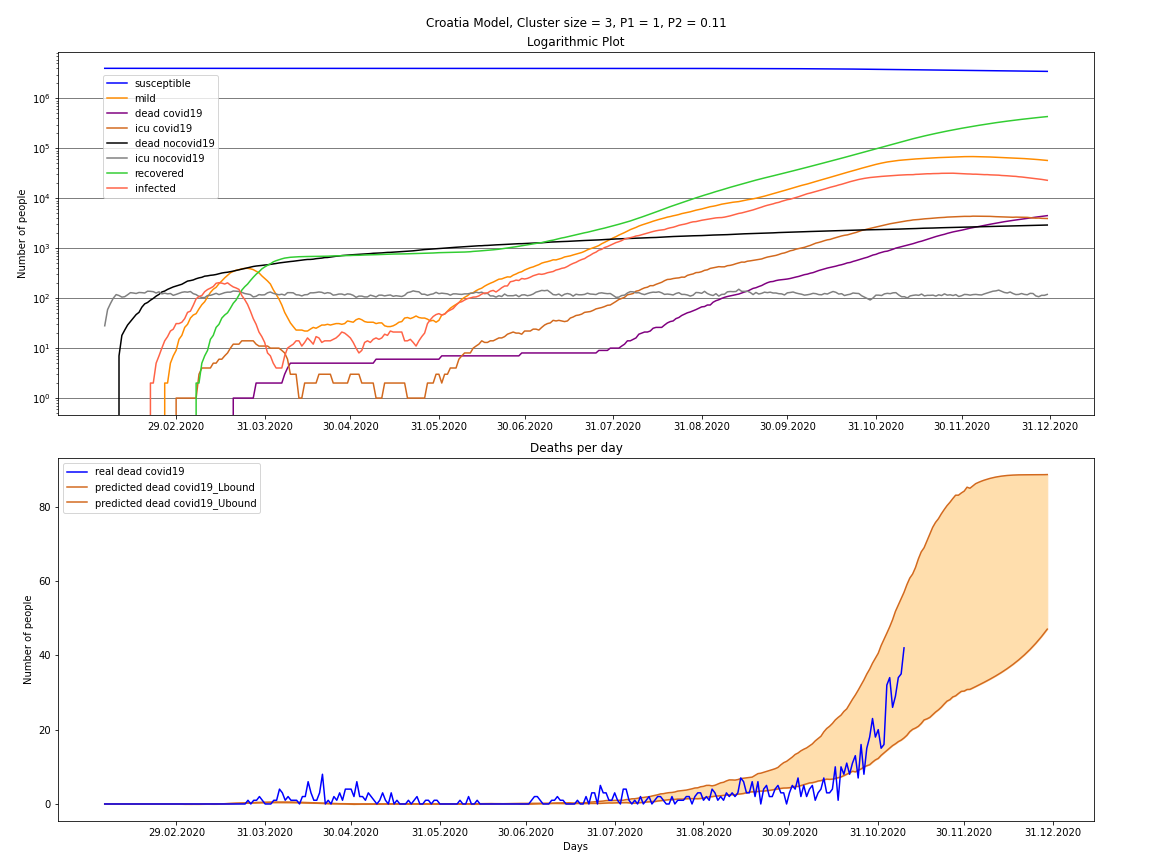 Croatia Model, Cluster size = 3, P1 = 1, P2 = 0.11
Logarithmic Plot
susceptible
mild
dead covid19
icu covid19
dead nocovid19
icu nocovid19
recovered
infected
Number of people
10⁶
10⁵
10⁴
10³
10²
10¹
10⁰
29.02.2020 31.03.2020 30.04.2020 31.05.2020 30.06.2020 31.07.2020 31.08.2020 30.09.2020 31.10.2020 30.11.2020 31.12.2020
Deaths per day
real dead covid19
predicted dead covid19_Lbound
predicted dead covid19_Ubound
Number of people
80
60
40
20
0
29.02.2020 31.03.2020 30.04.2020 31.05.2020 30.06.2020 31.07.2020 31.08.2020 30.09.2020 31.10.2020 30.11.2020 31.12.2020
Days